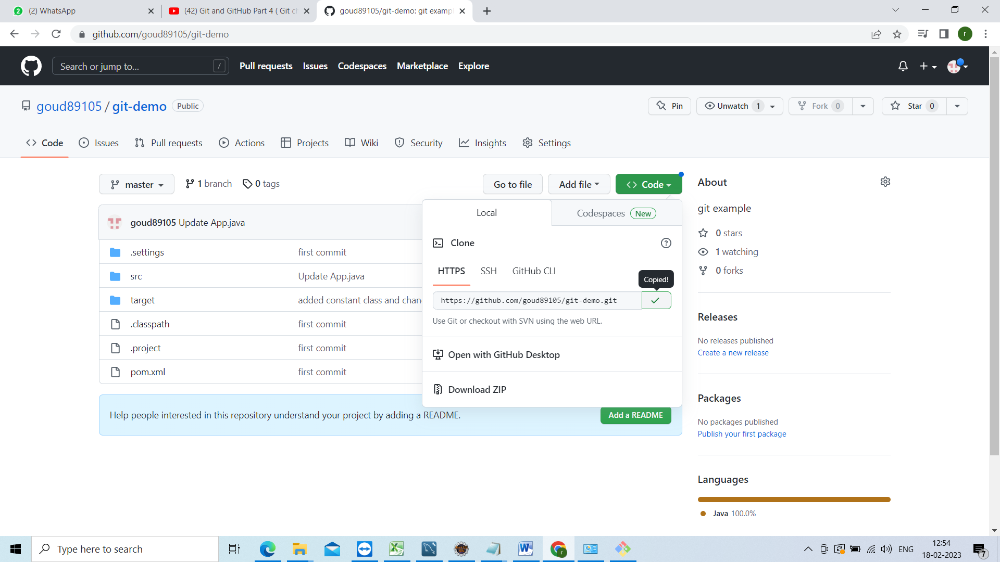 (2) WhatsApp
(42) Git and GitHub Part 4 ( Git c
goud89105/git-demo: git examp
github.com/goud89105/git-demo
r
Search or jump to...
/
Pull requests
Issues
Codespaces
Marketplace
Explore
goud89105 / git-demo
Public
Pin
Unwatch 1
Fork 0
Star 0
Code
Issues
Pull requests
Actions
Projects
Wiki
Security
Insights
Settings
master
1 branch
0 tags
Go to file
Add file
Code
goud89105 Update App.java
.settings
first commit
src
Update App.java
target
added constant class and chan
.classpath
first commit
.project
first commit
pom.xml
first commit
Local
Codespaces
New
Clone
HTTPS
SSH
GitHub CLI
Copied!
https://github.com/goud89105/git-demo.git
Use Git or checkout with SVN using the web URL.
Open with GitHub Desktop
Download ZIP
Help people interested in this repository understand your project by adding a README.
Add a README
About
git example
0 stars
1 watching
0 forks
Releases
No releases published
Create a new release
Packages
No packages published
Publish your first package
Languages
Java 100.0%
Type here to search
ENG
12:54
18-02-2023
7